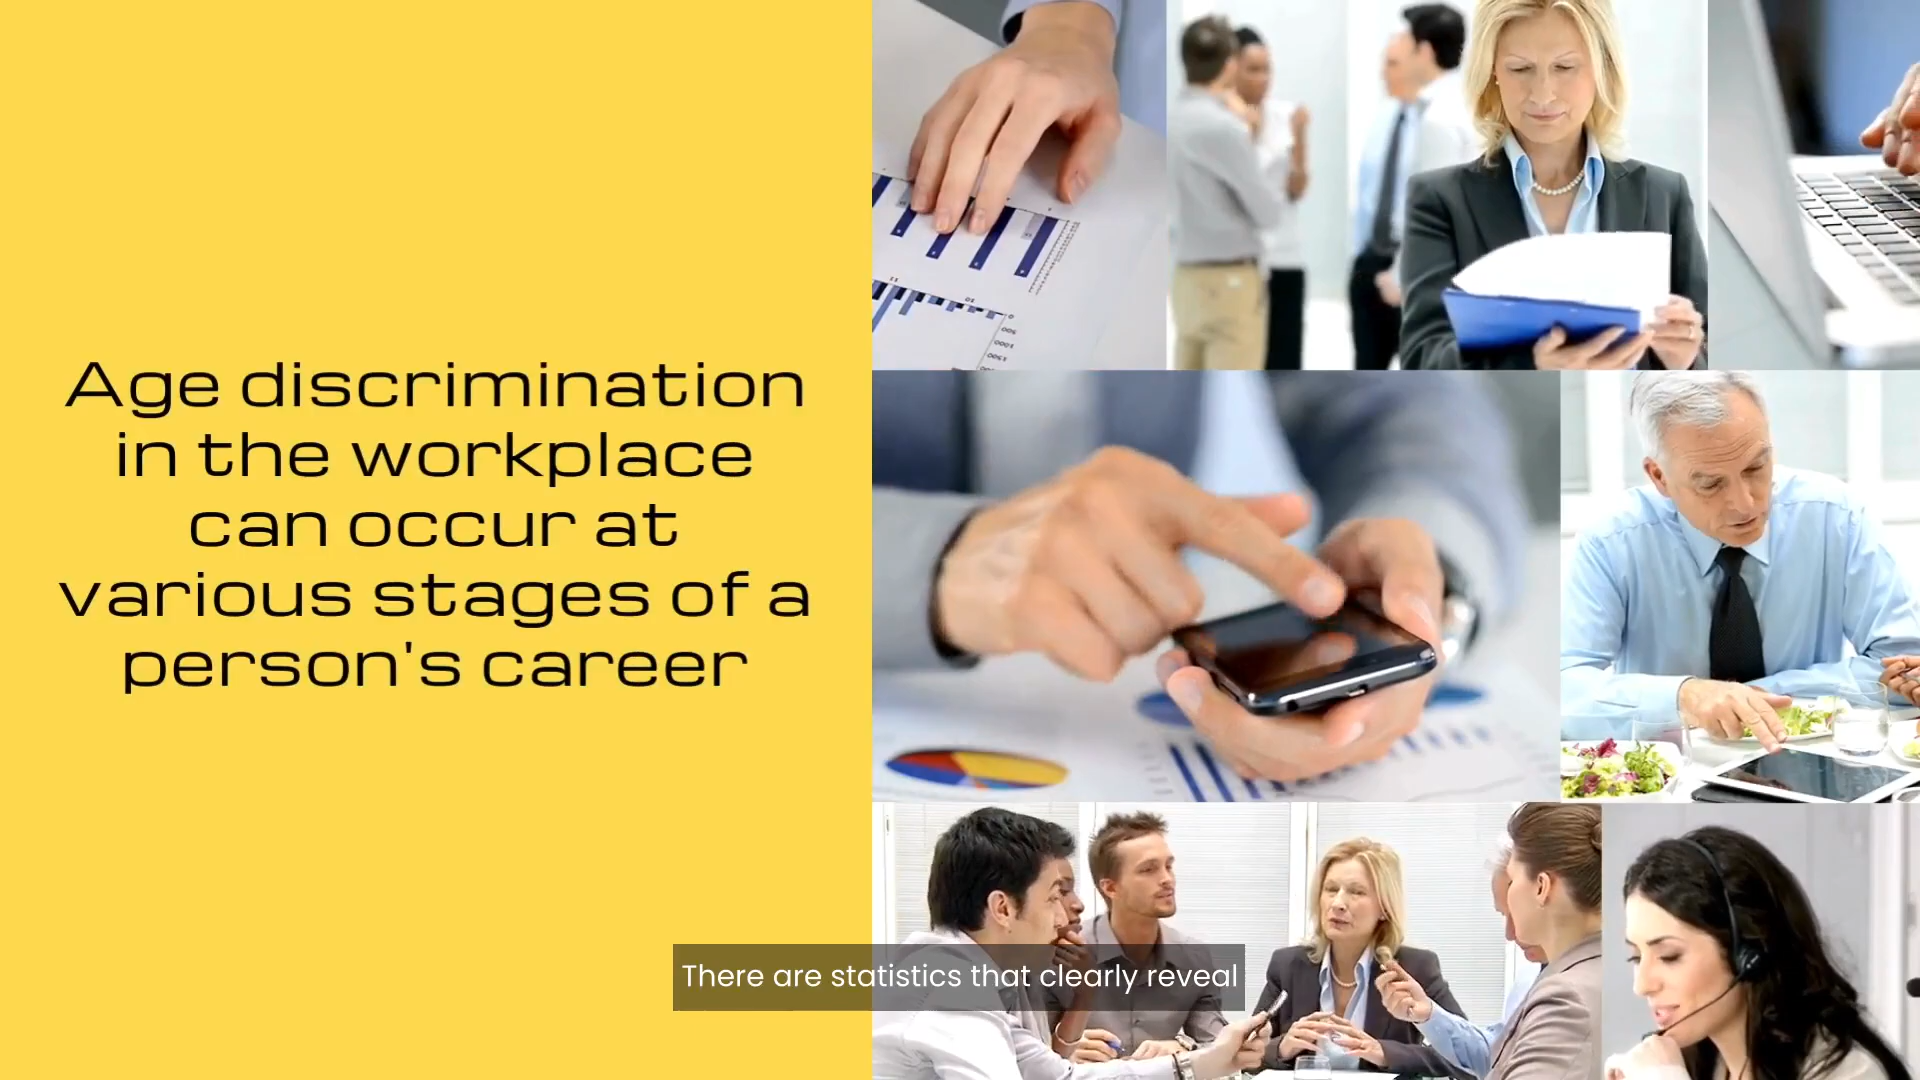 Age discrimination
in the workplace
can occur at
various stages of a
person's career
There are statistics that clearly reveal